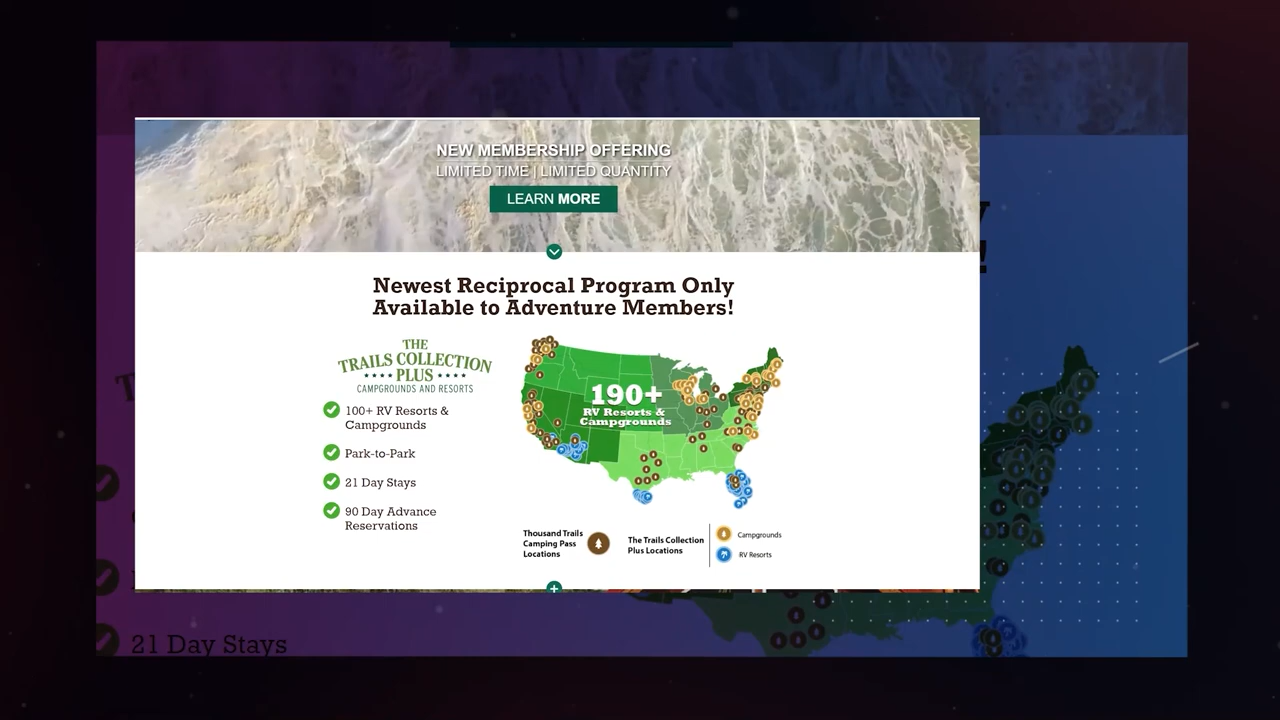 NEW MEMBERSHIP OFFERING
LIMITED TIME | LIMITED QUANTITY
LEARN MORE
Newest Reciprocal Program Only
Available to Adventure Members!
THE
TRAILS COLLECTION
PLUS
CAMPGROUNDS AND RESORTS
100+ RV Resorts &
Campgrounds
Park-to-Park
21 Day Stays
90 Day Advance
Reservations
190+
RV Resorts &
Campgrounds
Thousand Trails
Camping Pass
Locations
The Trails Collection
Plus Locations
Campgrounds
RV Resorts
21 Day Stays